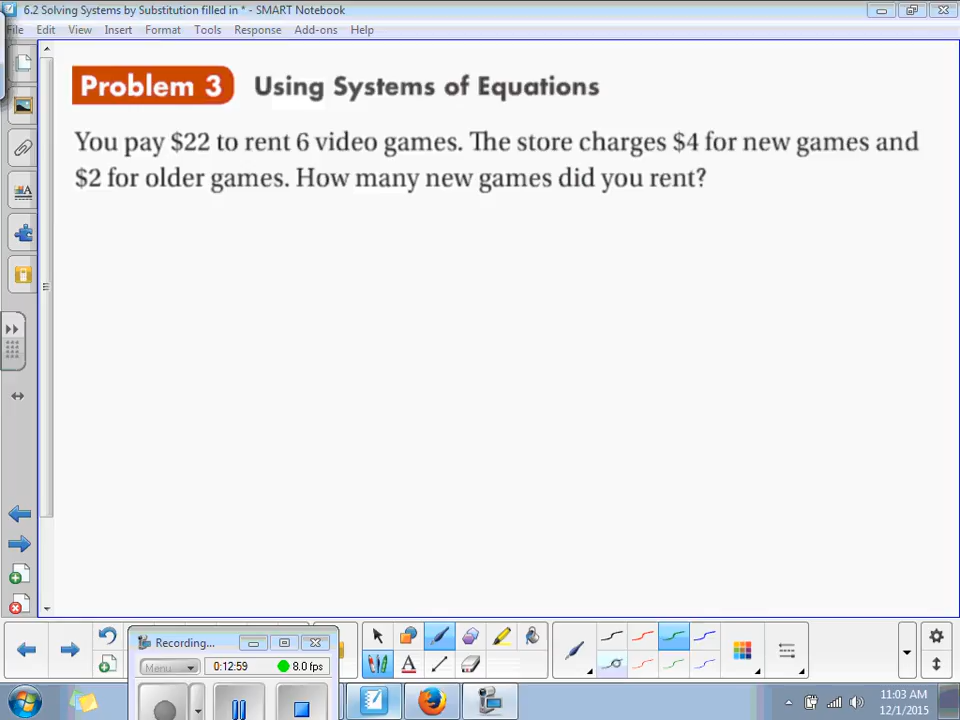 6.2 Solving Systems by Substitution filled in * - SMART Notebook
File Edit View Insert Format Tools Response Add-ons Help
Problem 3 Using Systems of Equations
You pay $22 to rent 6 video games. The store charges $4 for new games and
$2 for older games. How many new games did you rent?
Recording...
Menu 0:12:59 8.0 fps
A
11:03 AM
12/1/2015